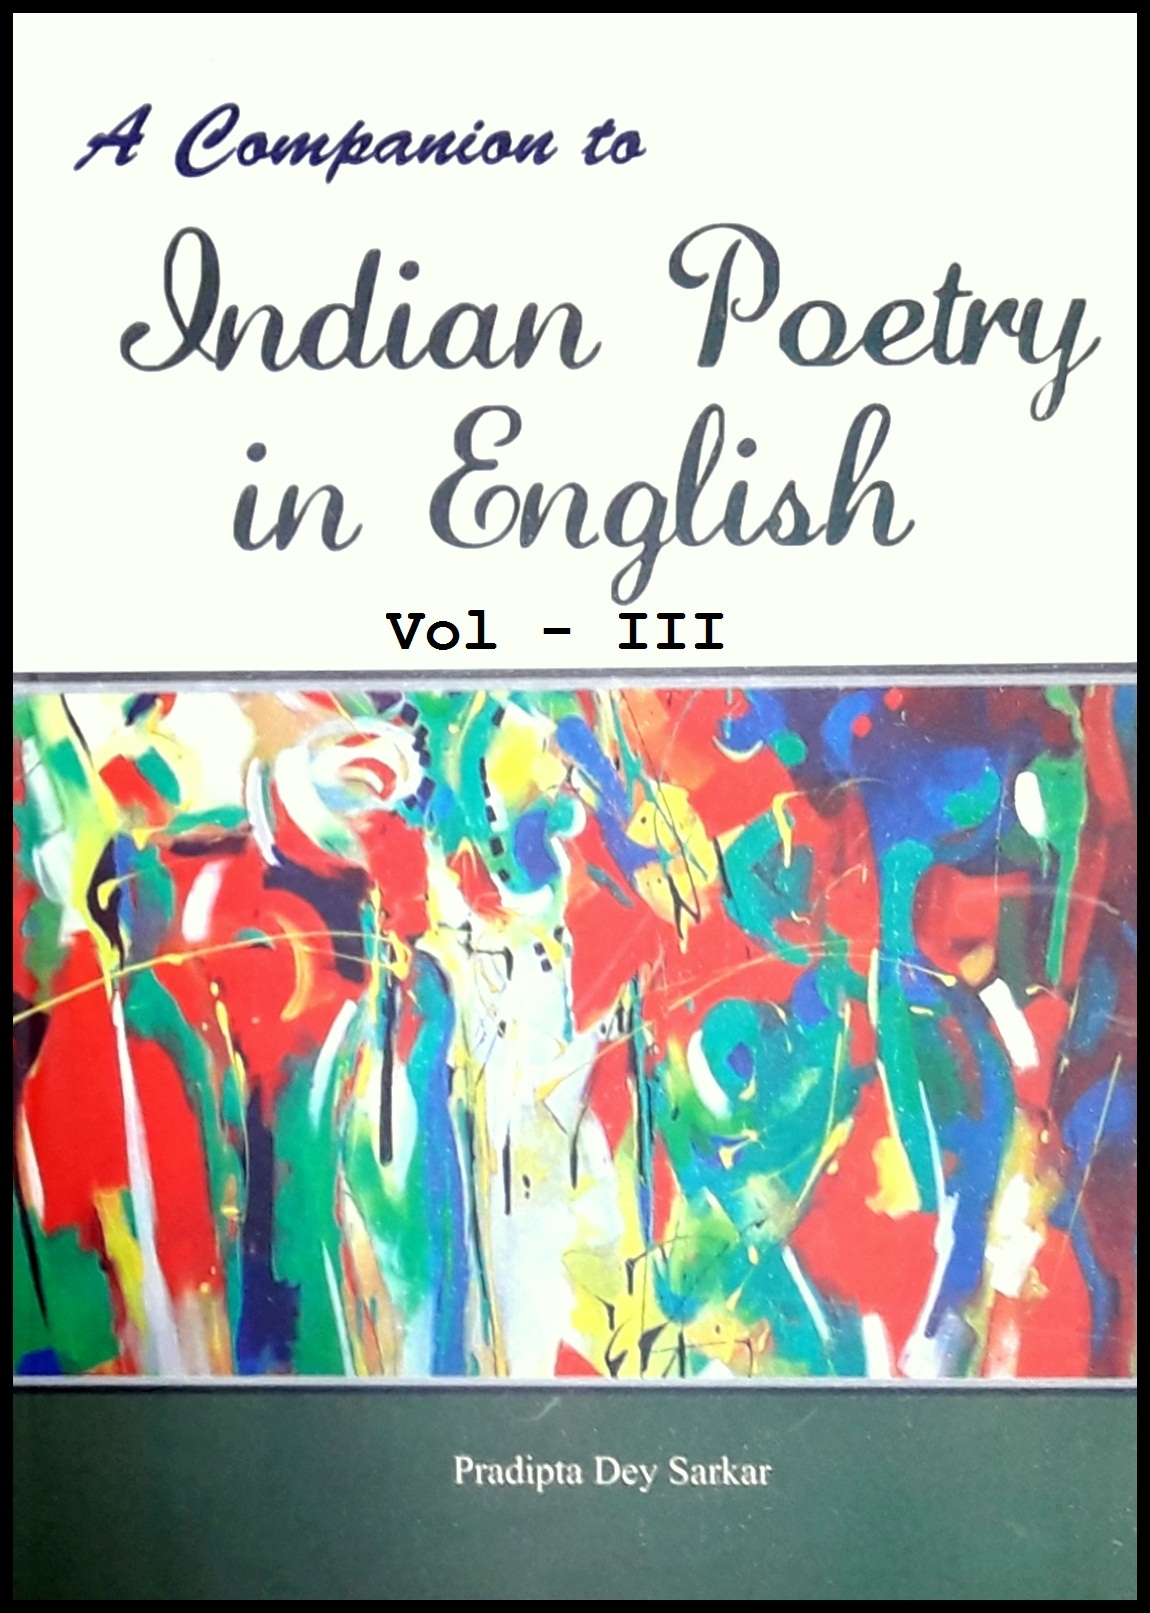 A Companion to
Indian Poetry
in English
Vol - III
Pradipta Dey Sarkar